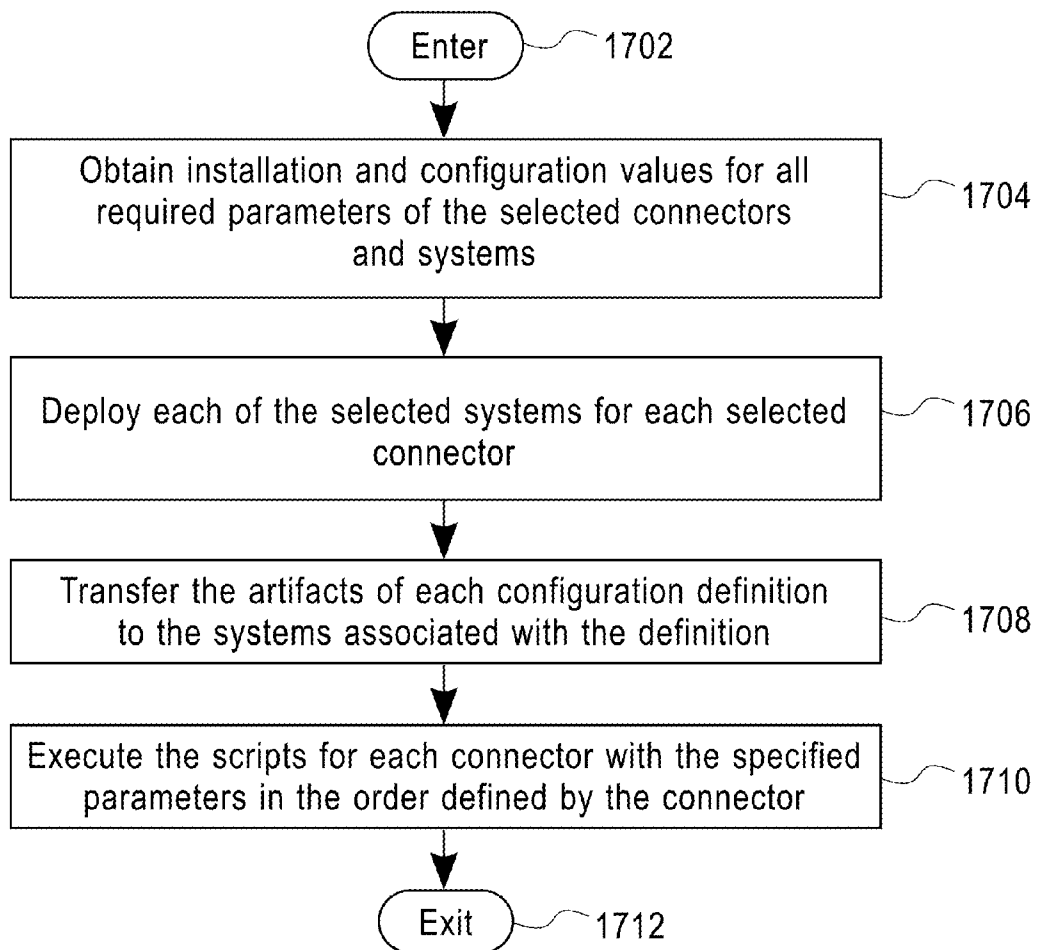 Enter
1702
Obtain installation and configuration values for all
required parameters of the selected connectors
and systems
1704
Deploy each of the selected systems for each selected
connector
1706
Transfer the artifacts of each configuration definition
to the systems associated with the definition
1708
Execute the scripts for each connector with the specified
parameters in the order defined by the connector
1710
Exit
1712